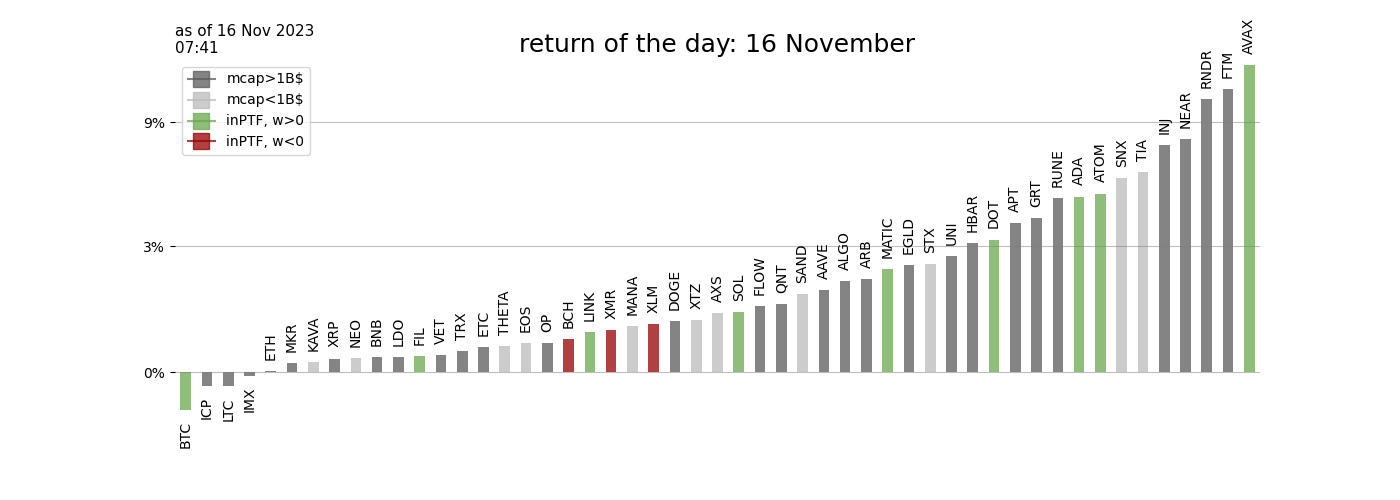 as of 16 Nov 2023
07:41
return of the day: 16 November
mcap>1B$
mcap<1B$
inPTF, w>0
inPTF, w<0
9%
3%
0%
BTC
ICP
LTC
IMX
ETH
MKR
KAVA
XRP
NEO
BNB
LDO
FIL
VET
TRX
ETC
THETA
EOS
OP
BCH
LINK
XMR
MANA
XLM
DOGE
XTZ
AXS
SOL
FLOW
QNT
SAND
AAVE
ALGO
ARB
MATIC
EGLD
STX
UNI
HBAR
DOT
APT
GRT
RUNE
ADA
ATOM
SNX
TIA
INJ
NEAR
RNDR
FTM
AVAX